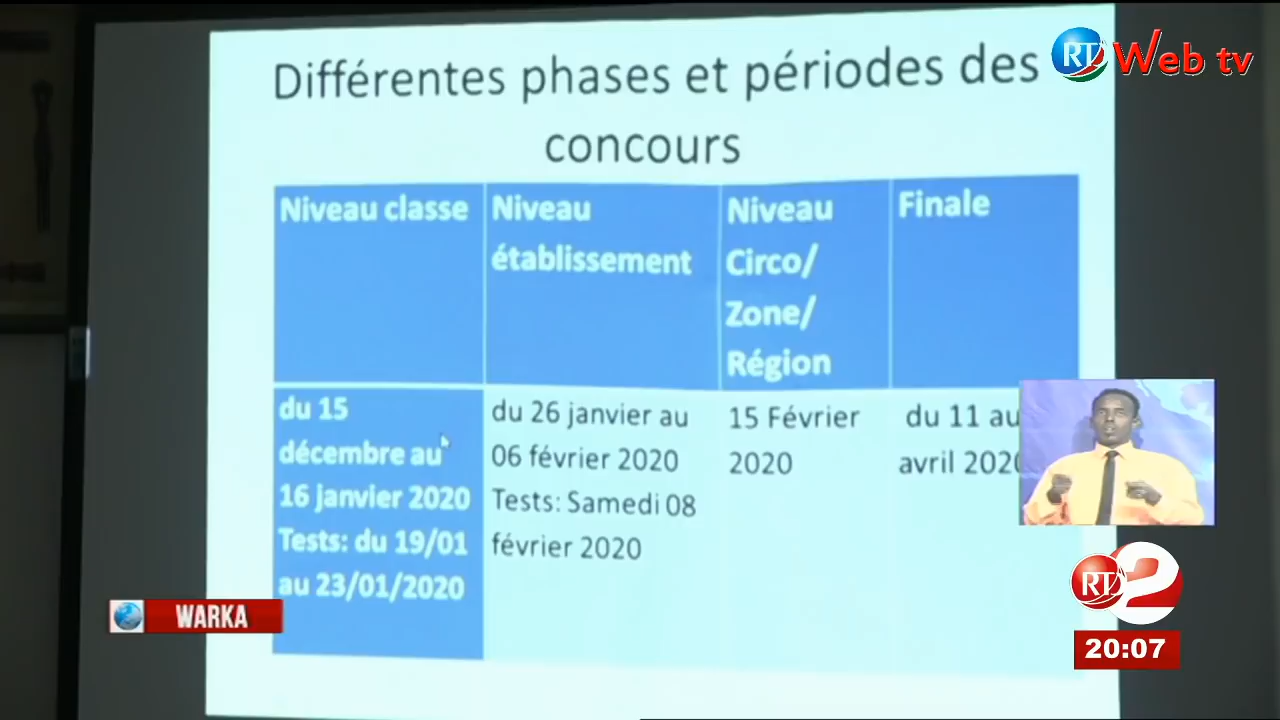 Différentes phases et périodes des
concours
RT Web tv
Niveau classe
Niveau
établissement
Niveau
Circo/
Zone/
Région
Finale
du 15
décembre au
16 janvier 2020
Tests: du 19/01
au 23/01/2020
du 26 janvier au
06 février 2020
Tests: Samedi 08
février 2020
15 Février
2020
du 11 au
avril 2020
WARKA
2
20:07